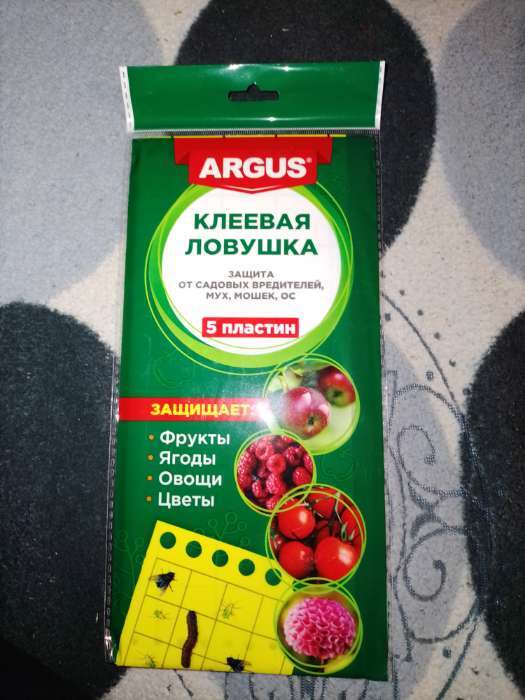 ARGUS®
КЛЕЕВАЯ
ЛОВУШКА
ЗАЩИТА
ОТ САДОВЫХ ВРЕДИТЕЛЕЙ,
МУХ, МОШЕК, ОС
5 пластин
ЗАЩИЩАЕТ:
• Фрукты
• Ягоды
• Овощи
• Цветы